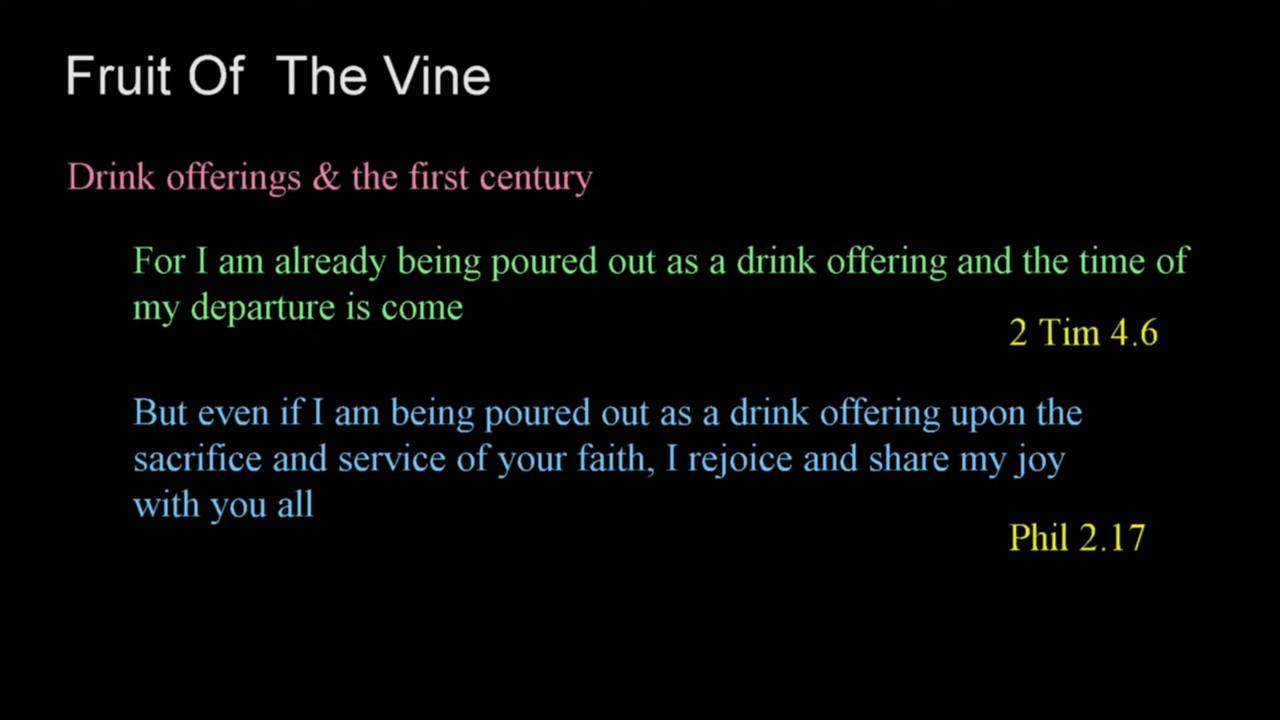 Fruit Of  The Vine
Drink offerings & the first century
For I am already being poured out as a drink offering and the time of
my departure is come
2 Tim 4.6
But even if I am being poured out as a drink offering upon the
sacrifice and service of your faith, I rejoice and share my joy
with you all
Phil 2.17